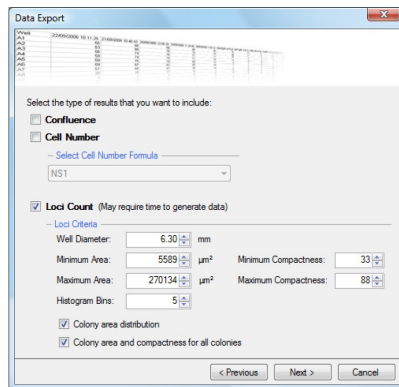 Data Export
Well
A1
A2
A3
A4
A5
A6
A7
A8
Select the type of results that you want to include:
Confluence
Cell Number
Select Cell Number Formula
NS1
Loci Count (May require time to generate data)
Loci Criteria
Well Diameter: 6.30 mm
Minimum Area: 5589 µm² Minimum Compactness: 33
Maximum Area: 270134 µm² Maximum Compactness: 88
Histogram Bins: 5
Colony area distribution
Colony area and compactness for all colonies
< Previous Next > Cancel